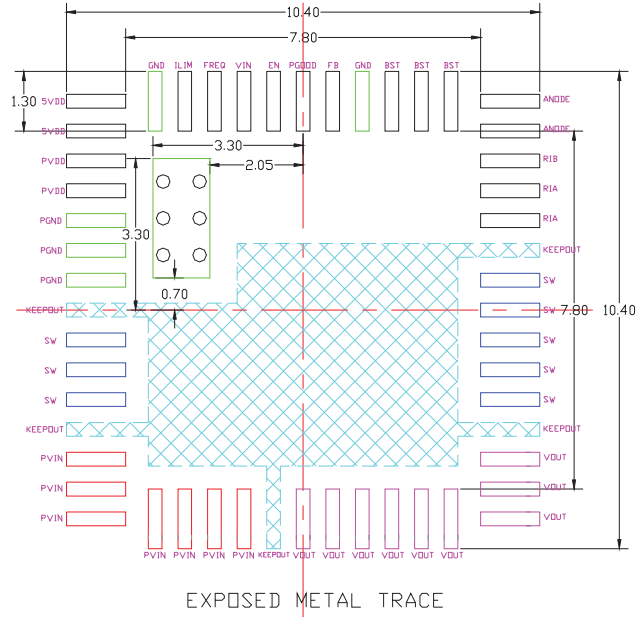 10.40
7.80
GND ILIM FREQ VIN EN PGOOD FB GND BST BST BST
1.30
5VDD ANODE
5VDD ANODE
3.30
PVDD RIB
2.05
PVDD RIA
PGND RIA
3.30
PGND KEEPOUT
PGND SW
0.70
KEEPOUT SW 7.80 10.40
SW SW
SW SW
SW SW
KEEPOUT KEEPOUT
PVIN VOUT
PVIN VOUT
PVIN VOUT
PVIN PVIN PVIN PVIN KEEPOUT VOUT VOUT VOUT VOUT VOUT VOUT
EXPOSED METAL TRACE